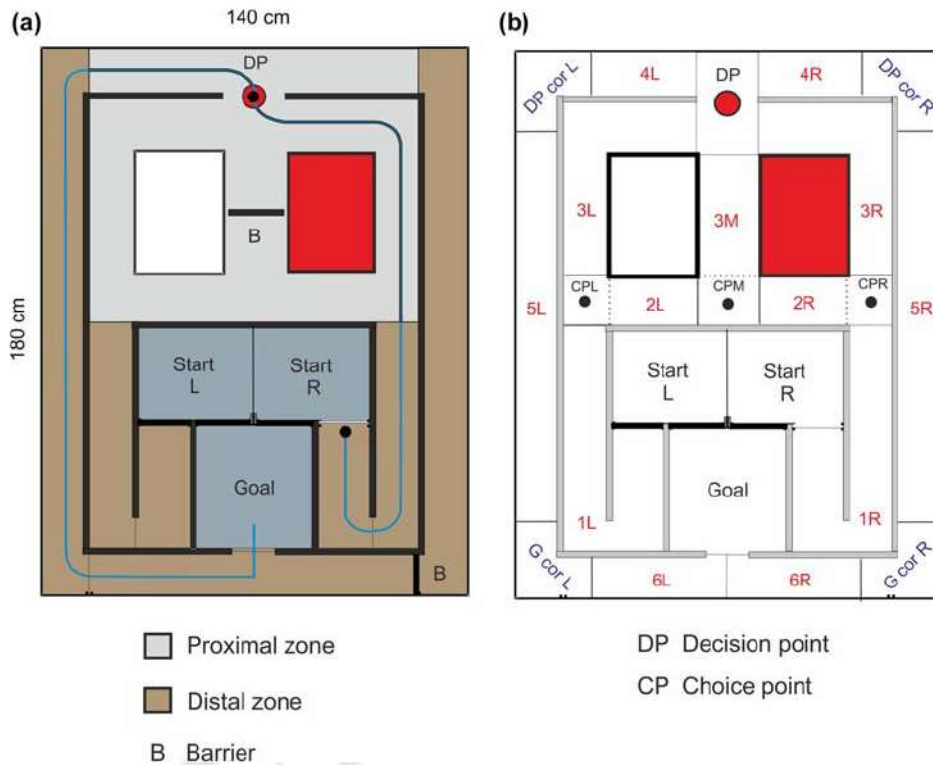 (a)
140 cm
DP
180 cm
B
Start
L
Start
R
Goal
B
Proximal zone
Distal zone
B Barrier
(b)
DP cor L
4L
DP
4R
DP cor R
3L
3M
3R
CPL
CPM
CPR
5L
2L
2R
5R
Start
L
Start
R
Goal
1L
1R
G cor L
6L
6R
G cor R
DP Decision point
CP Choice point